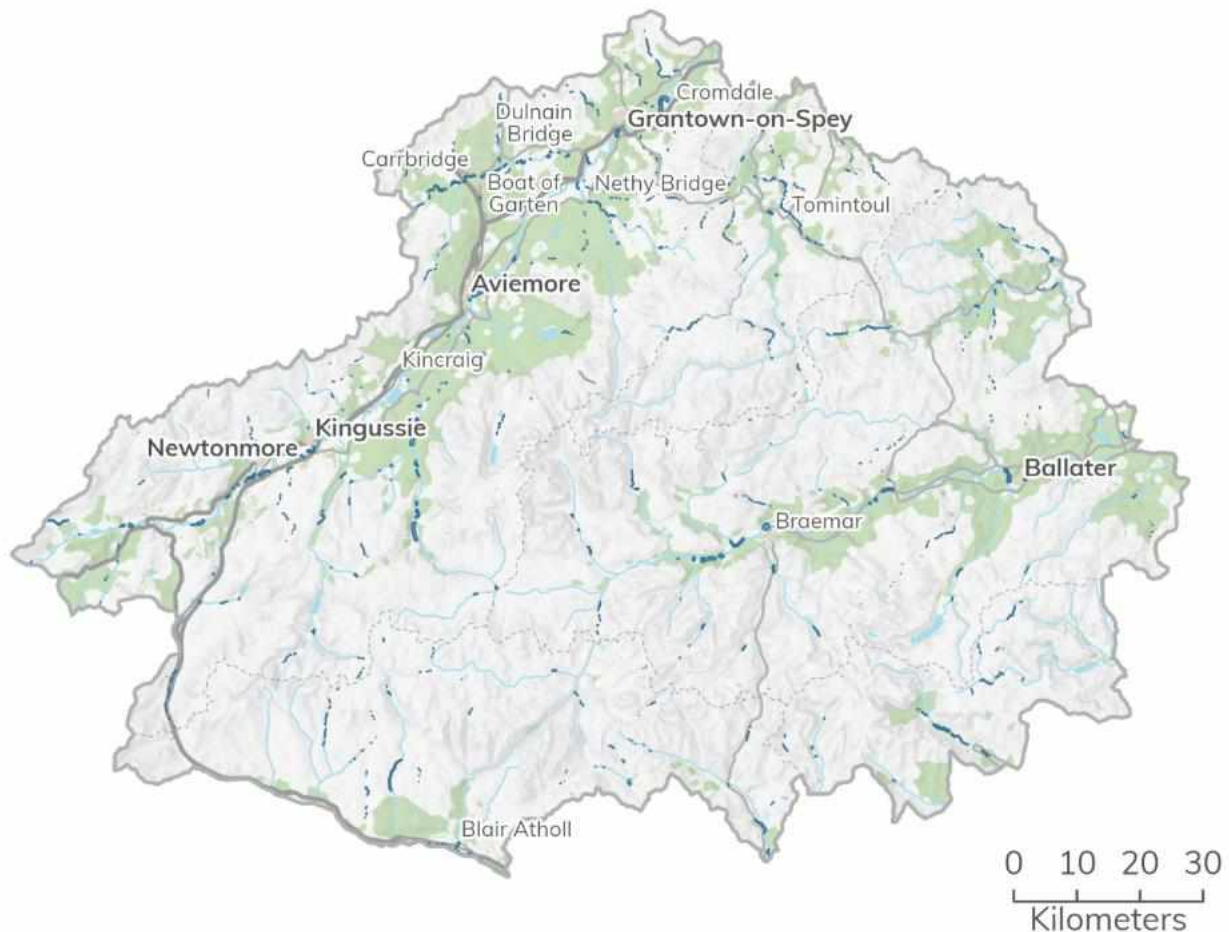 Cromdale
Dulnain
Bridge
Grantown-on-Spey
Carrbridge
Boat of
Garten
Nethy Bridge
Tomintoul
Aviemore
Kincraig
Kingussie
Newtonmore
Ballater
Braemar
Blair Atholl
0 10 20 30
Kilometers